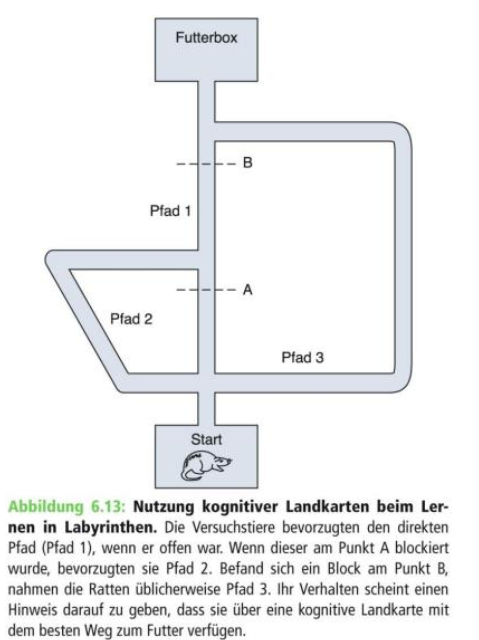 Futterbox
B
Pfad 1
A
Pfad 2
Pfad 3
Start
Abbildung 6.13: Nutzung kognitiver Landkarten beim Ler-
nen in Labyrinthen. Die Versuchstiere bevorzugten den direkten
Pfad (Pfad 1), wenn er offen war. Wenn dieser am Punkt A blockiert
wurde, bevorzugten sie Pfad 2. Befand sich ein Block am Punkt B,
nahmen die Ratten üblicherweise Pfad 3. Ihr Verhalten scheint einen
Hinweis darauf zu geben, dass sie über eine kognitive Landkarte mit
dem besten Weg zum Futter verfügen.